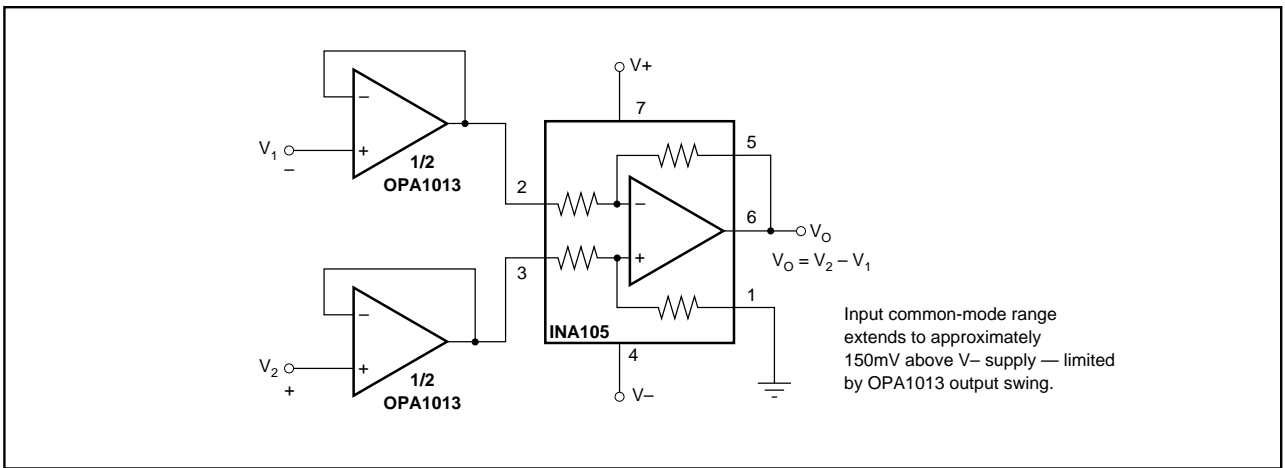 V+
7
–
V1
–
+
1/2
OPA1013
2
5
–
6
VO
VO = V2 – V1
+
3
1
INA105
4
V–
–
V2
+
+
1/2
OPA1013
Input common-mode range
extends to approximately
150mV above V– supply — limited
by OPA1013 output swing.